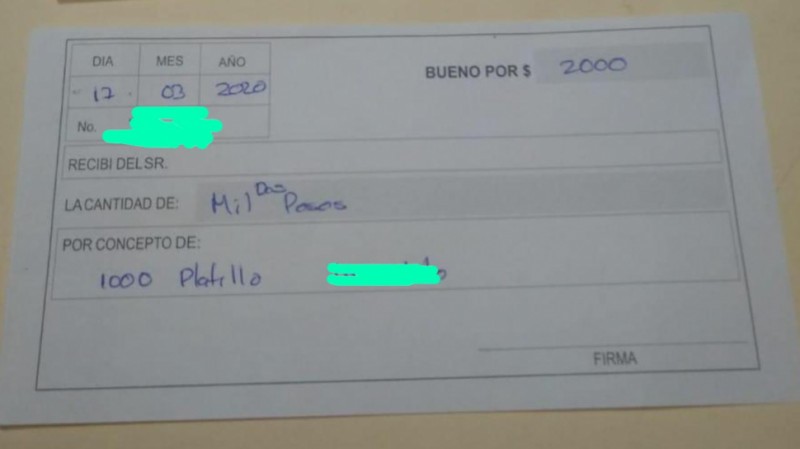 DIA MES AÑO
17 03 2020
BUENO POR $ 2000
No.
RECIBI DEL SR.
LA CANTIDAD DE: Mil Dos Pesos
POR CONCEPTO DE:
1000 Platillo
FIRMA